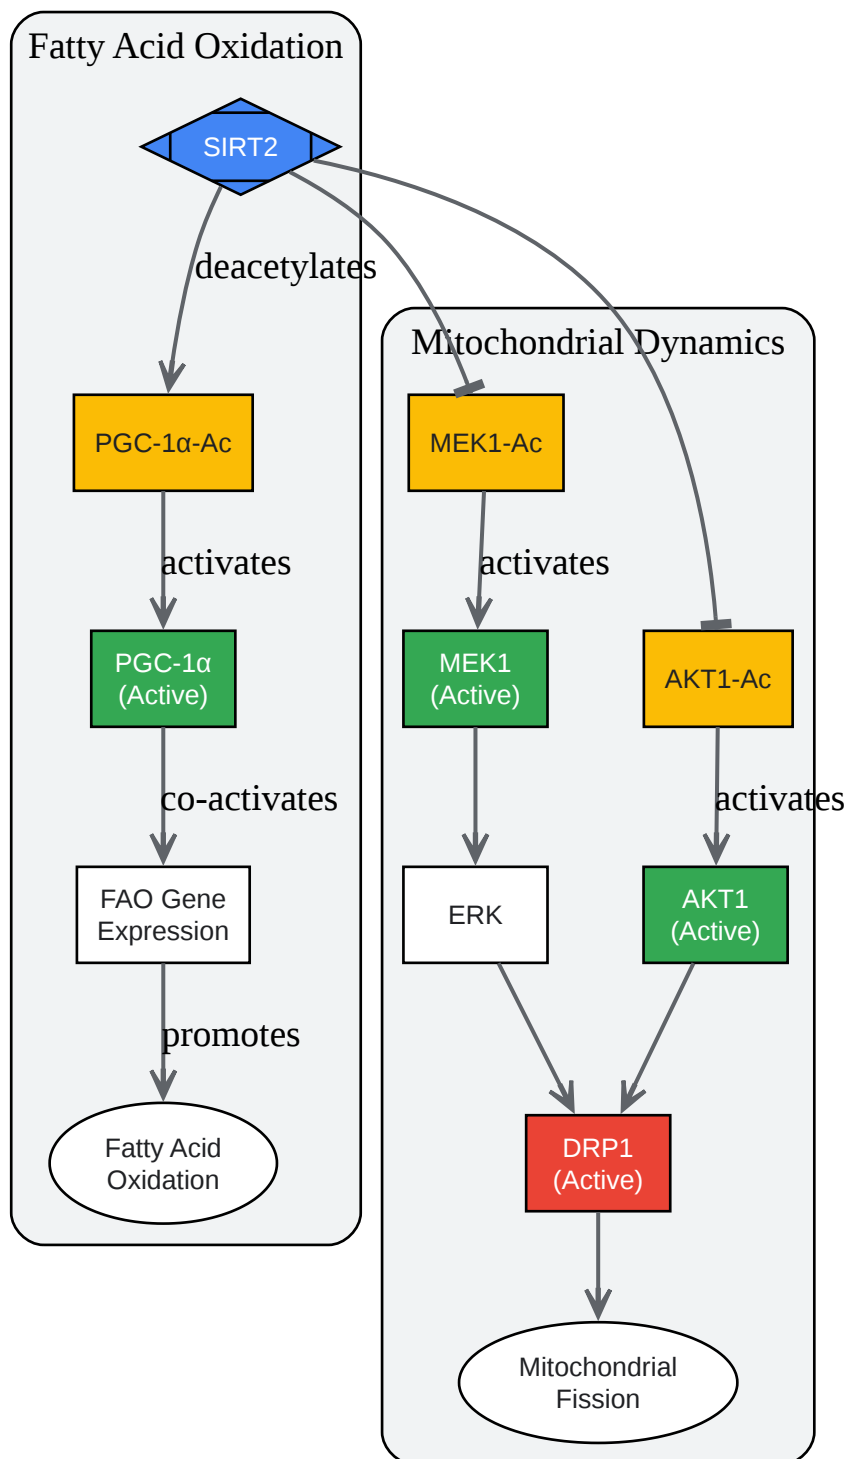 Fatty Acid Oxidation
SIRT2
deacetylates
PGC-1α-Ac
activates
PGC-1α
(Active)
co-activates
FAO Gene
Expression
promotes
Fatty Acid
Oxidation
Mitochondrial Dynamics
MEK1-Ac
activates
MEK1
(Active)
ERK
AKT1-Ac
activates
AKT1
(Active)
DRP1
(Active)
Mitochondrial
Fission